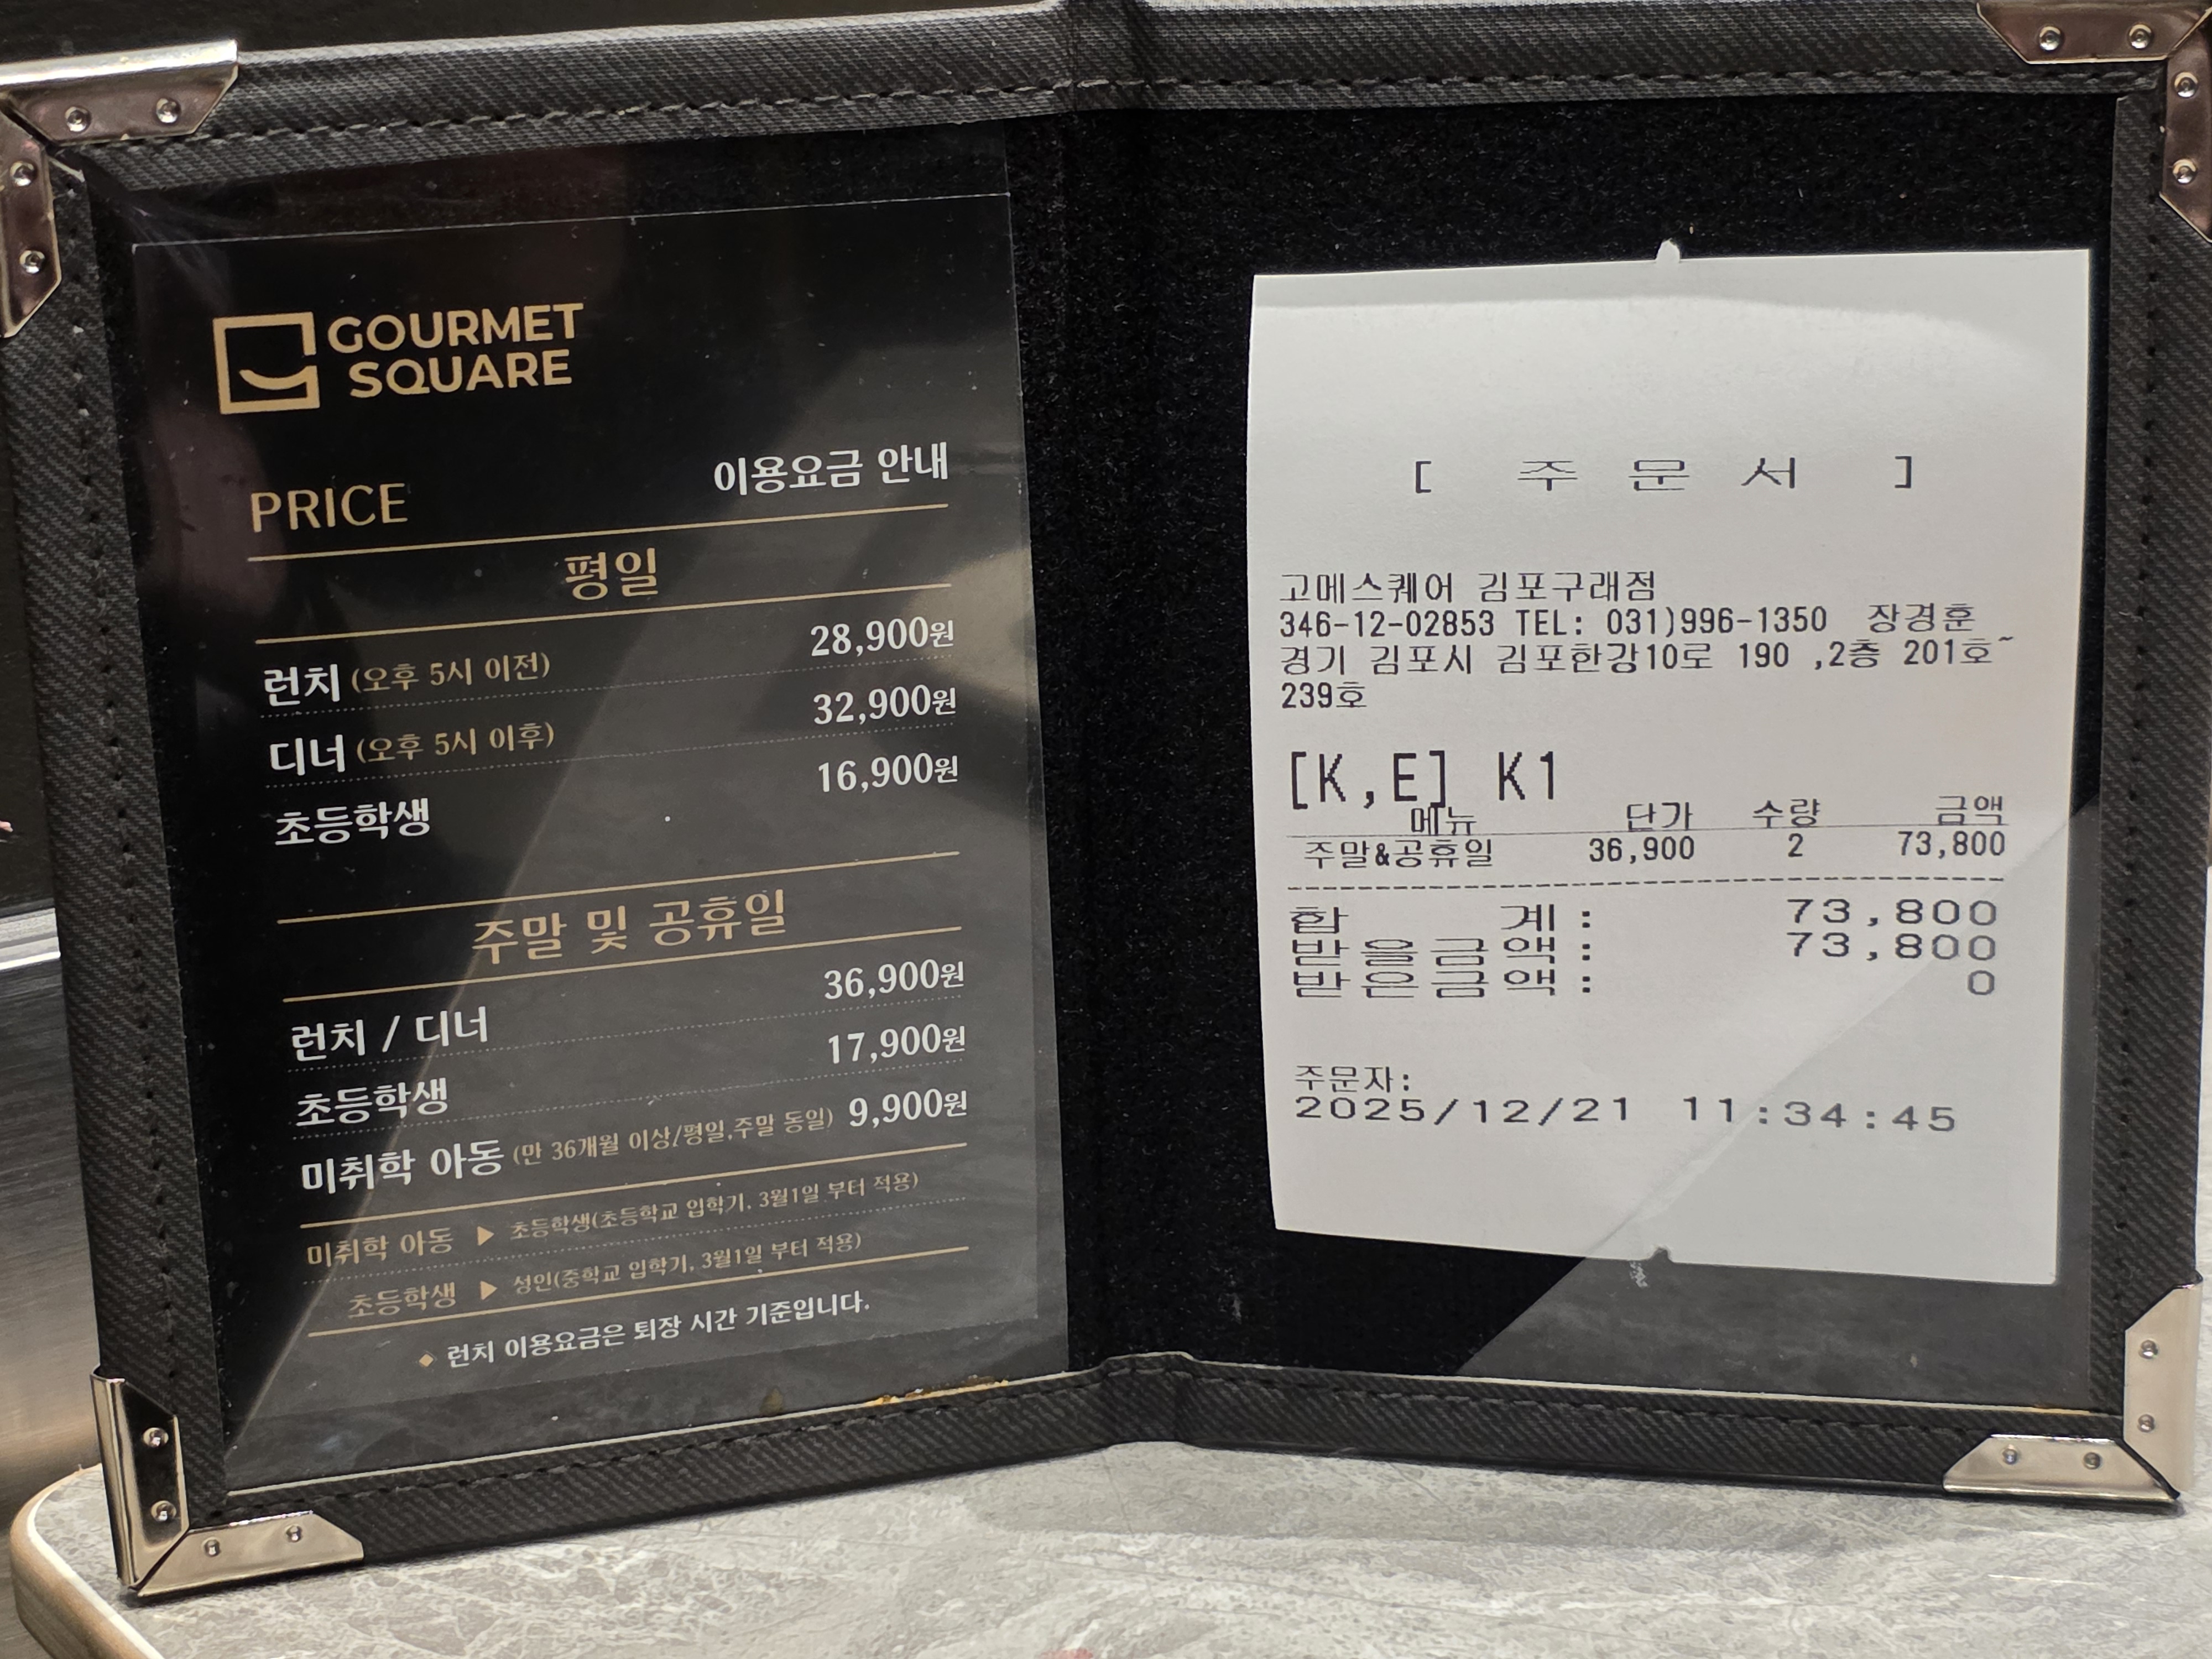 GOURMET
SQUARE
PRICE 이용요금 안내
평일
런치 (오후 5시 이전) 28,900원
디너 (오후 5시 이후) 32,900원
초등학생 16,900원
주말 및 공휴일
런치 / 디너 36,900원
초등학생 17,900원
미취학 아동 (만 36개월 이상/평일,주말 동일) 9,900원
미취학 아동 ▶ 초등학생(초등학교 입학기, 3월1일 부터 적용)
초등학생 ▶ 성인(중학교 입학기, 3월1일 부터 적용)
◆ 런치 이용요금은 퇴장 시간 기준입니다.
[ 주 문 서 ]
고메스퀘어 김포구래점
346-12-02853 TEL: 031)996-1350 장경훈
경기 김포시 김포한강10로 190 ,2층 201호~
239호
[K,E] K1
메뉴 단가 수량 금액
주말&공휴일 36,900 2 73,800
합 계 : 73,800
받을금액 : 73,800
받은금액 : 0
주문자:
2025/12/21 11:34:45